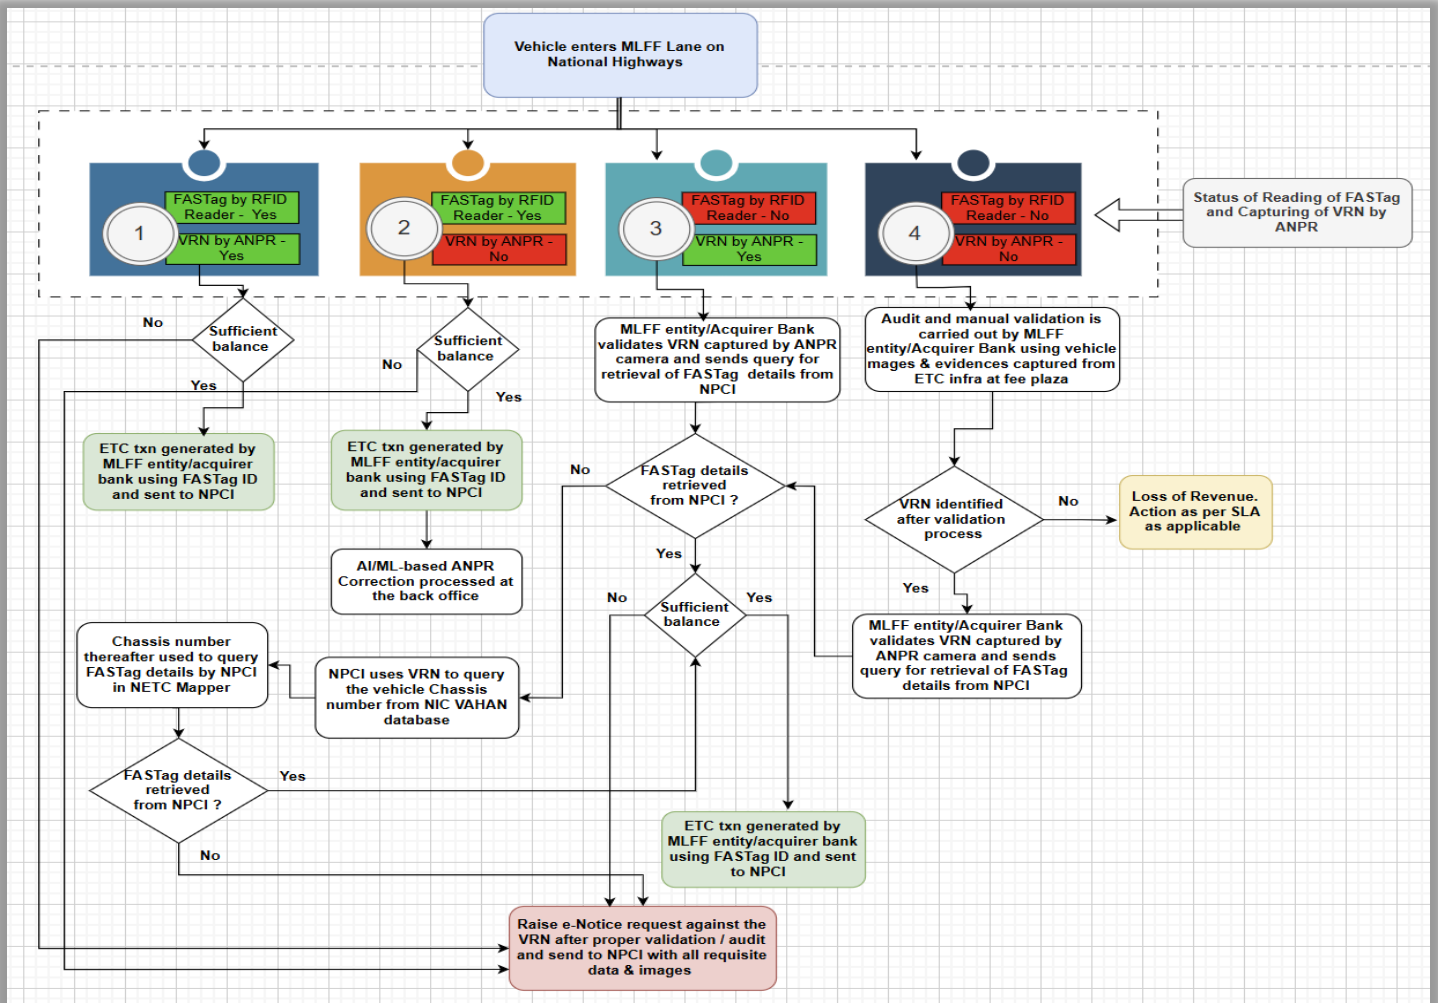 Vehicle enters MLFF Lane on
National Highways
FASTag by RFID
Reader - Yes
1
VRN by ANPR -
Yes
FASTag by RFID
Reader - Yes
2
VRN by ANPR -
No
FASTag by RFID
Reader - No
3
VRN by ANPR -
Yes
FASTag by RFID
Reader - No
4
VRN by ANPR -
No
Status of Reading of FASTag
and Capturing of VRN by
ANPR
No
Sufficient
balance
Yes
Sufficient
balance
No
Yes
MLFF entity/Acquirer Bank
validates VRN captured by ANPR
camera and sends query for
retrieval of FASTag details from
NPCI
Audit and manual validation is
carried out by MLFF
entity/Acquirer Bank using vehicle
mages & evidences captured from
ETC infra at fee plaza
ETC txn generated by
MLFF entity/acquirer
bank using FASTag ID
and sent to NPCI
ETC txn generated by
MLFF entity/acquirer
bank using FASTag ID
and sent to NPCI
No
FASTag details
retrieved
from NPCI ?
Yes
VRN identified
after validation
process
No
Yes
Loss of Revenue.
Action as per SLA
as applicable
AI/ML-based ANPR
Correction processed at
the back office
No
Sufficient
balance
Yes
MLFF entity/Acquirer Bank
validates VRN captured by
ANPR camera and sends
query for retrieval of FASTag
details from NPCI
Chassis number
thereafter used to query
FASTag details by NPCI
in NETC Mapper
NPCI uses VRN to query
the vehicle Chassis
number from NIC VAHAN
database
FASTag details
retrieved
from NPCI ?
Yes
No
ETC txn generated by
MLFF entity/acquirer bank
using FASTag ID and sent
to NPCI
Raise e-Notice request against the
VRN after proper validation / audit
and send to NPCI with all requisite
data & images